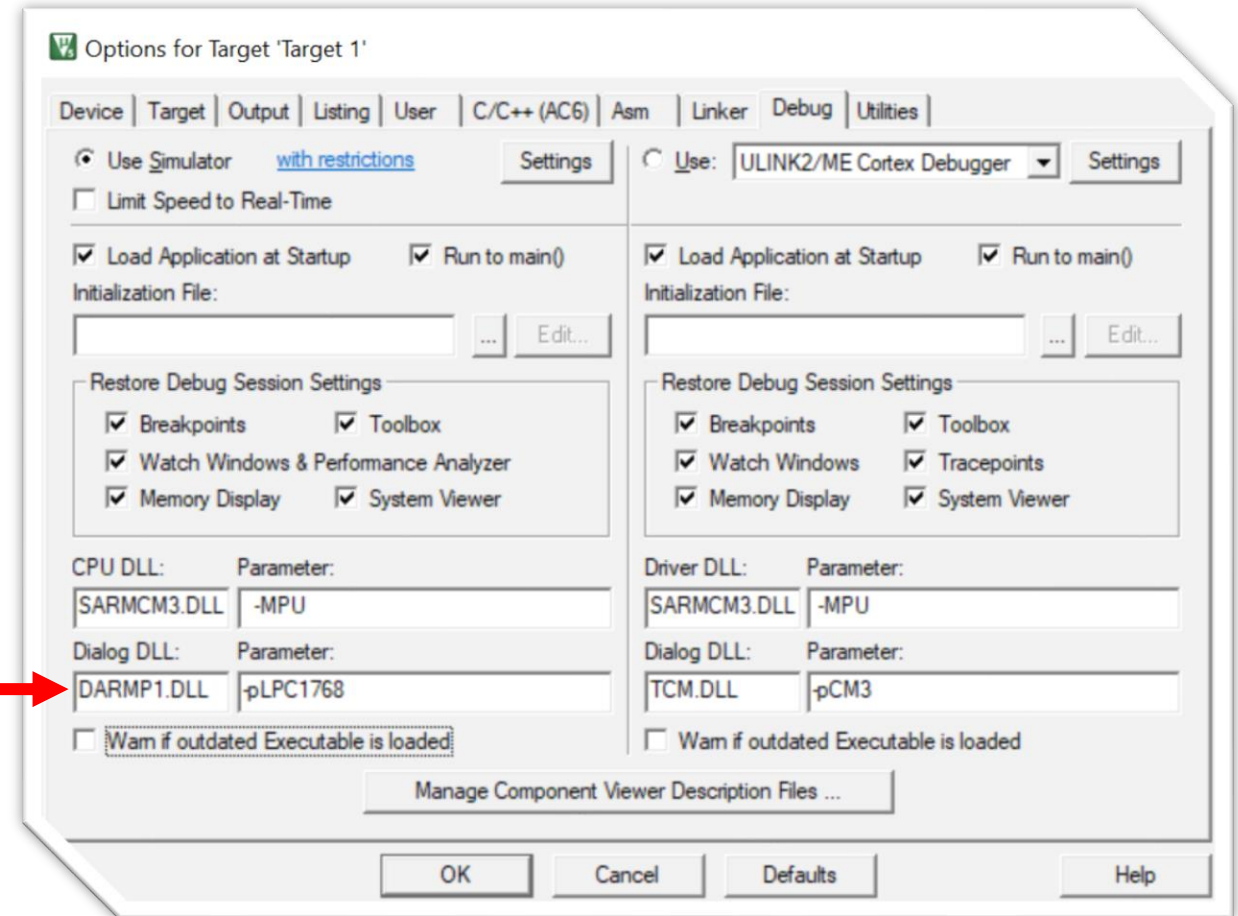 Options for Target 'Target 1'
Device Target Output Listing User C/C++ (AC6) Asm Linker Debug Utilities
Use Simulator with restrictions Settings
Limit Speed to Real-Time
Load Application at Startup Run to main()
Initialization File:
... Edit...
Restore Debug Session Settings
Breakpoints Toolbox
Watch Windows & Performance Analyzer
Memory Display System Viewer
CPU DLL: Parameter:
SARMCM3.DLL -MPU
Dialog DLL: Parameter:
DARMP1.DLL -pLPC1768
Warn if outdated Executable is loaded
Use: ULINK2/ME Cortex Debugger Settings
Load Application at Startup Run to main()
Initialization File:
... Edit...
Restore Debug Session Settings
Breakpoints Toolbox
Watch Windows Tracepoints
Memory Display System Viewer
Driver DLL: Parameter:
SARMCM3.DLL -MPU
Dialog DLL: Parameter:
TCM.DLL -pCM3
Warn if outdated Executable is loaded
Manage Component Viewer Description Files ...
OK Cancel Defaults Help